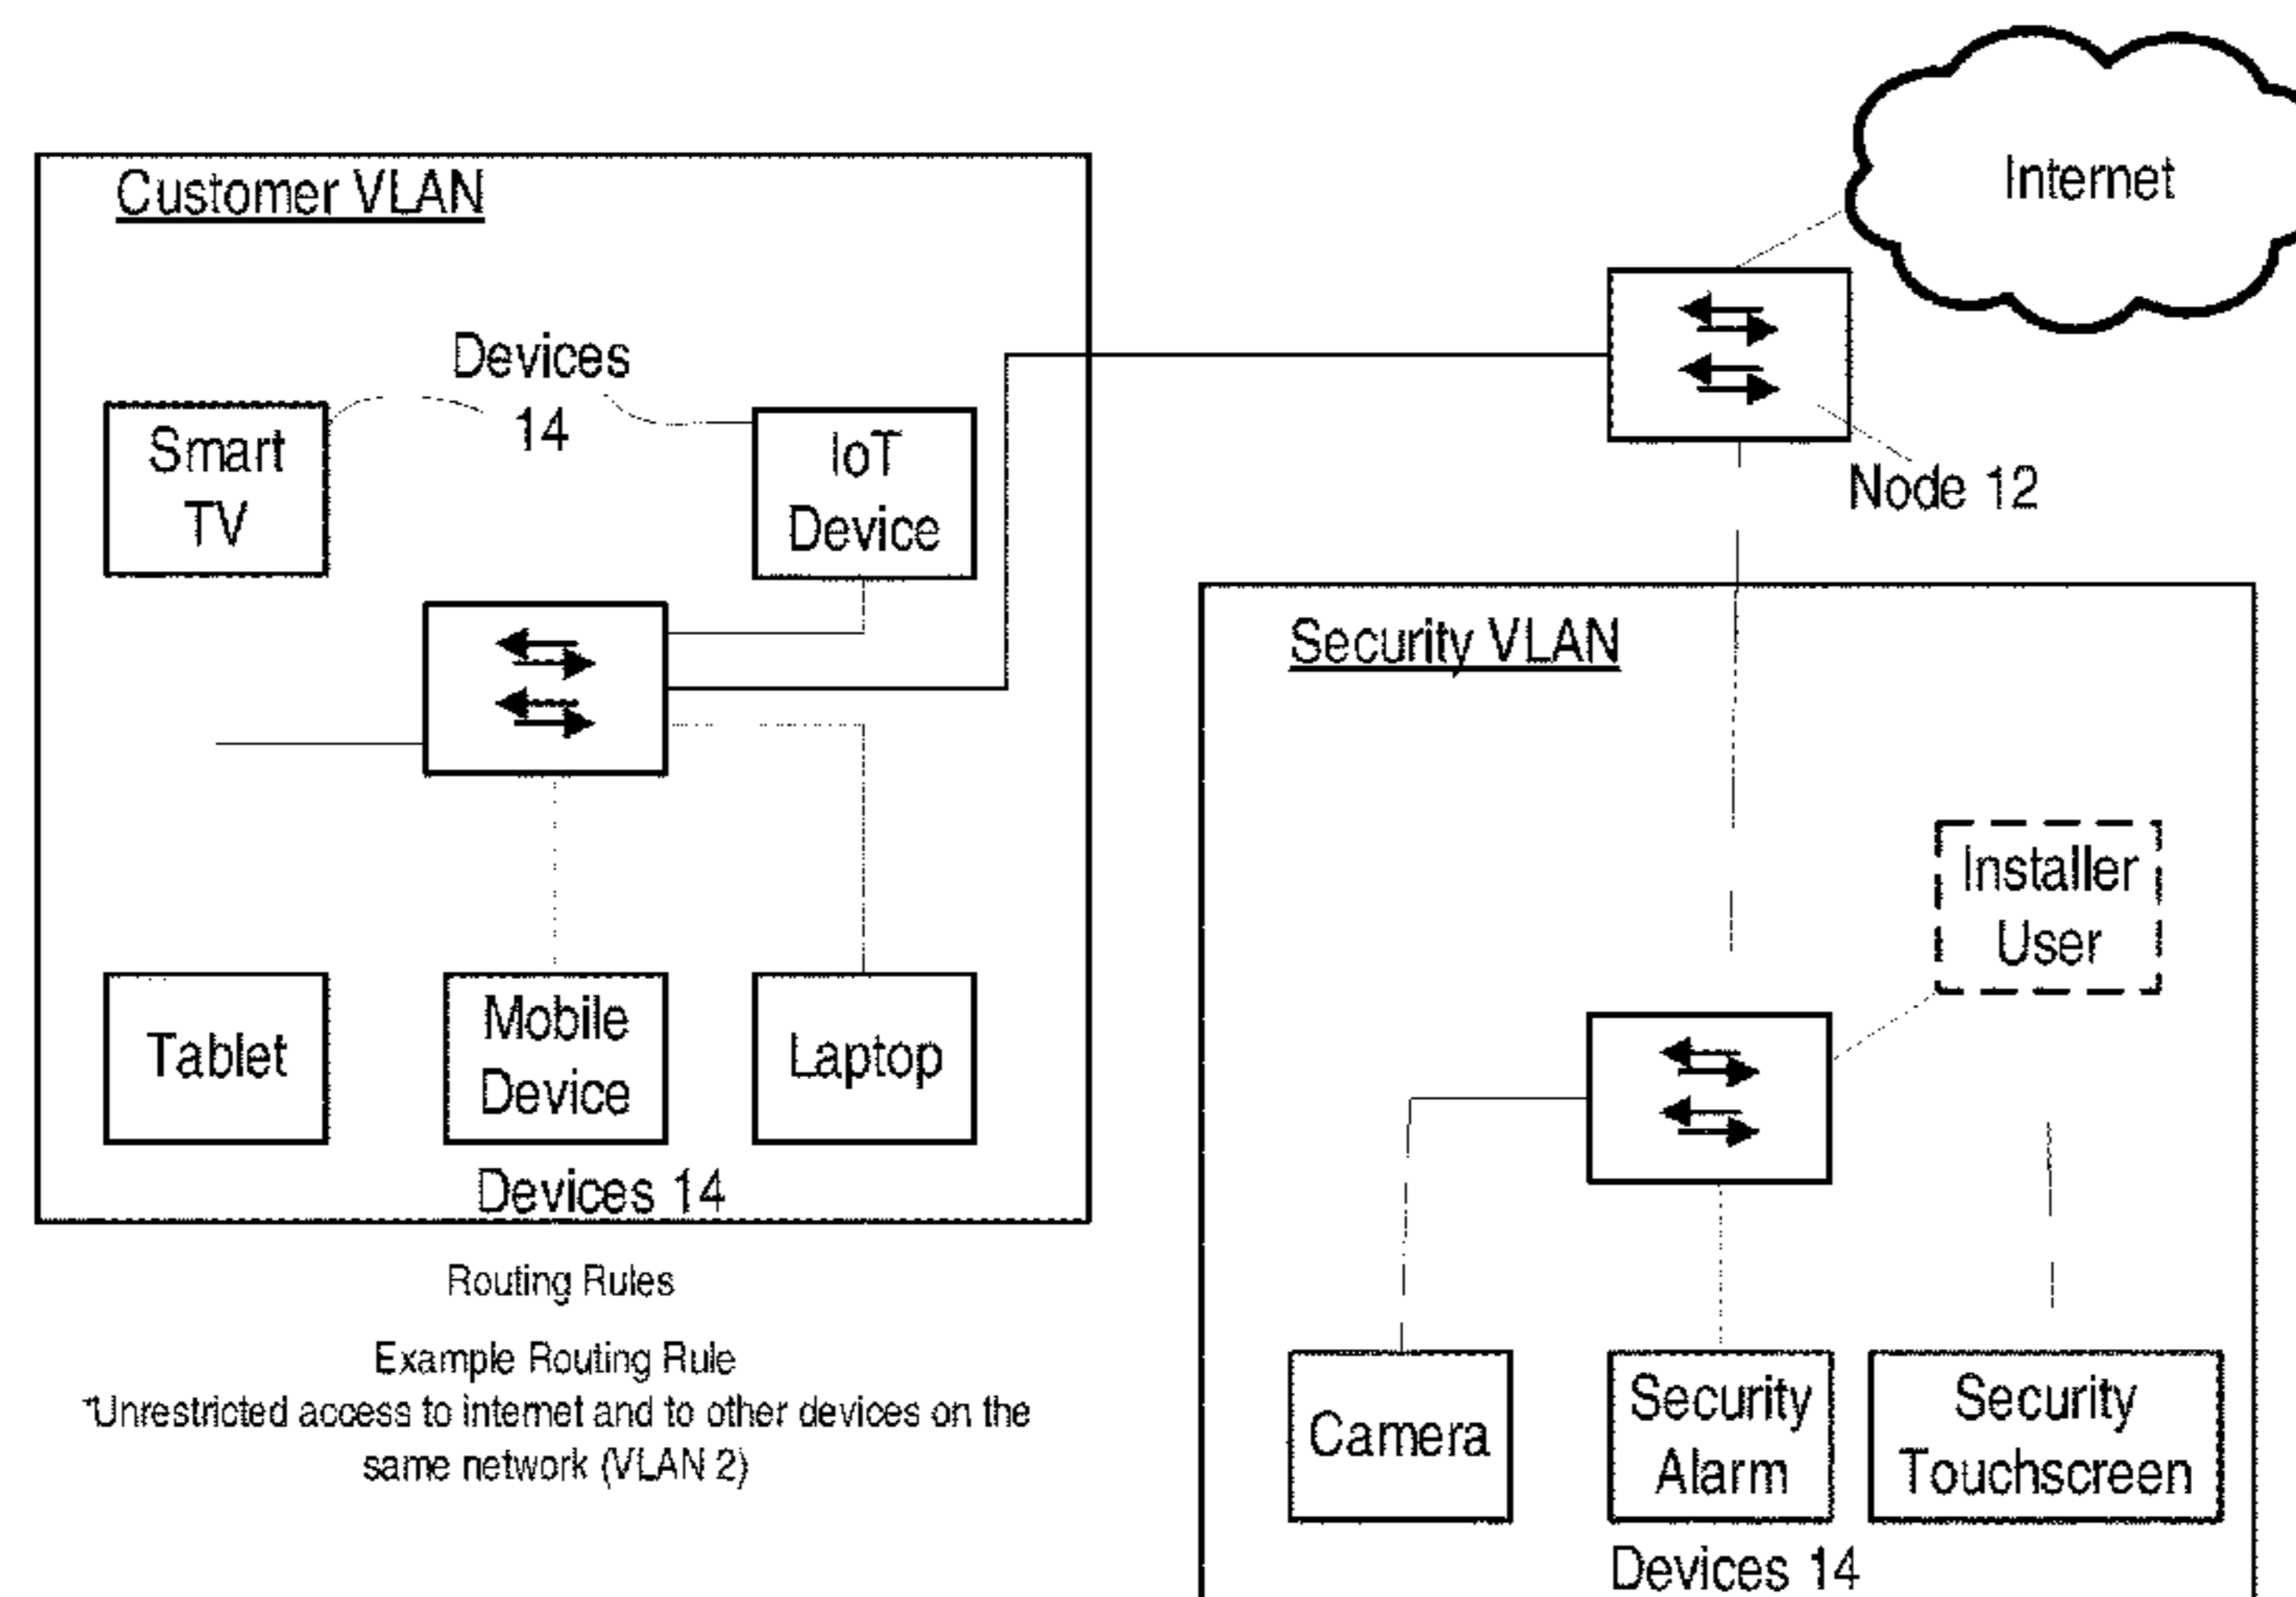 Internet
Customer VLAN
Devices
14
Smart
TV
IoT
Device
Node 12
Security VLAN
Installer
User
Tablet
Mobile
Device
Laptop
Devices 14
Routing Rules
Example Routing Rule
*Unrestricted access to internet and to other devices on the
same network (VLAN 2)
Camera
Security
Alarm
Security
Touchscreen
Devices 14